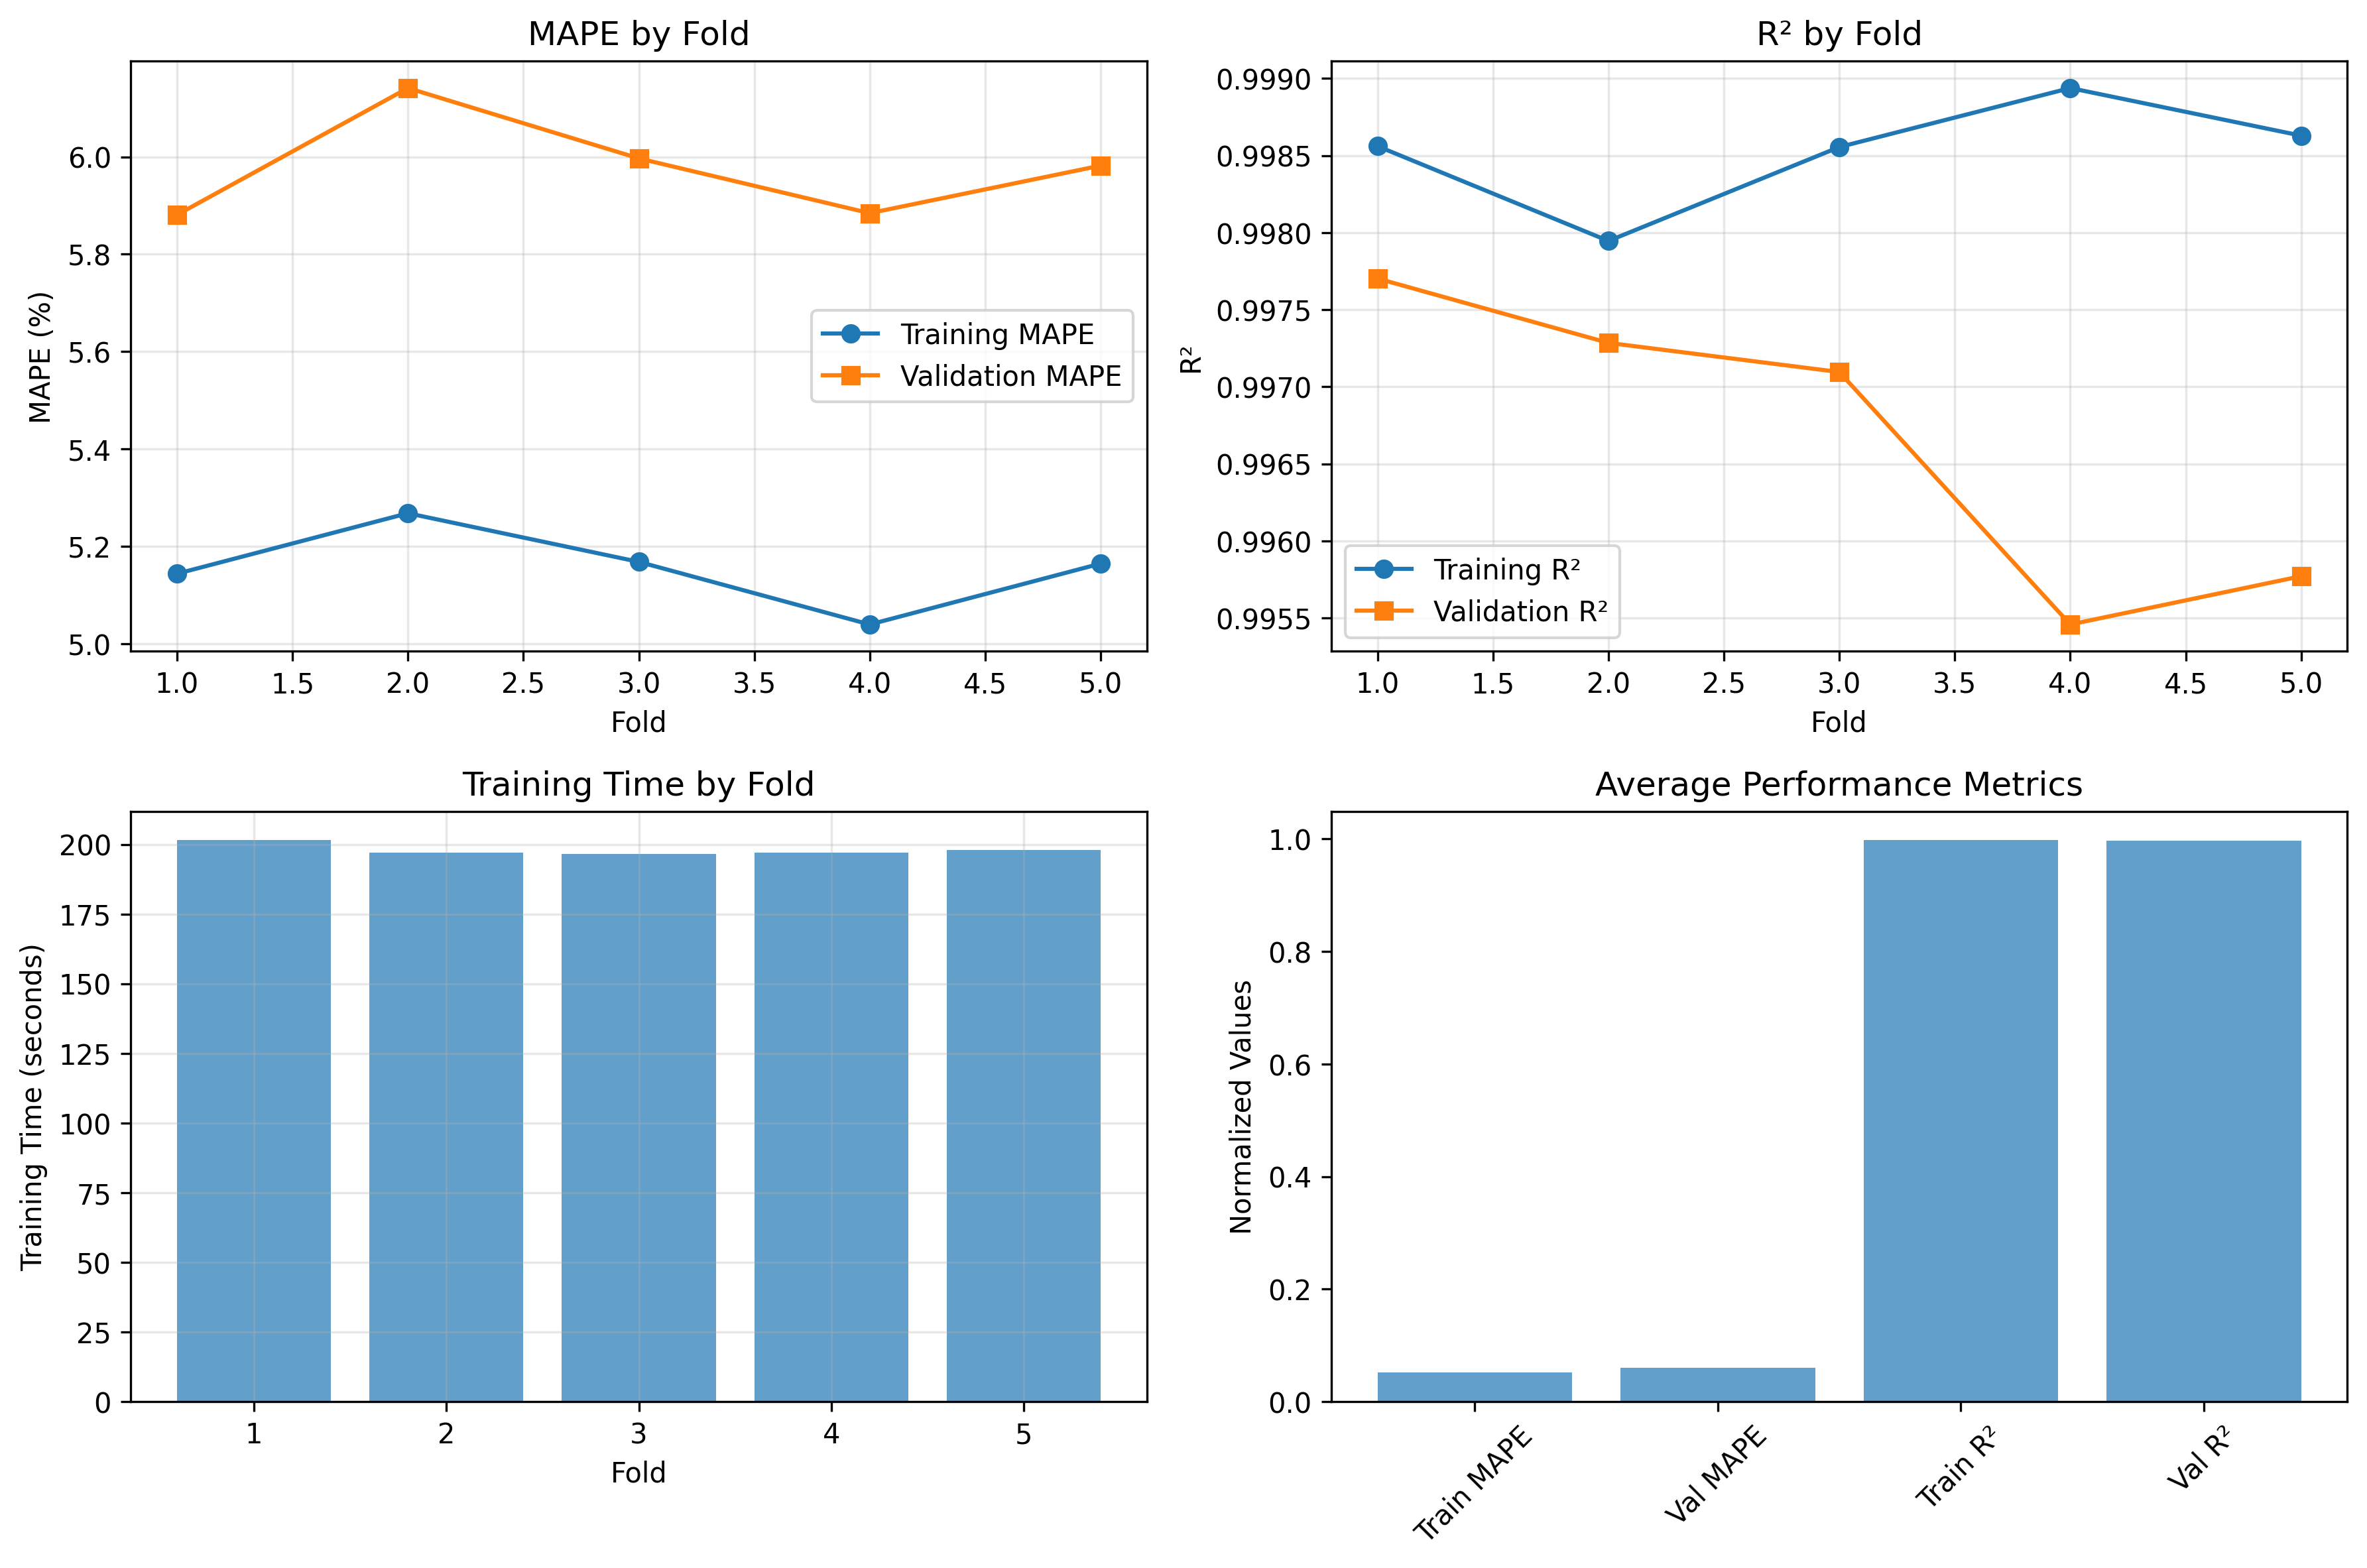 MAPE by Fold
MAPE (%)
6.0
5.8
5.6
5.4
5.2
5.0
Training MAPE
Validation MAPE
1.0 1.5 2.0 2.5 3.0 3.5 4.0 4.5 5.0
Fold
R² by Fold
R²
0.9990
0.9985
0.9980
0.9975
0.9970
0.9965
0.9960
0.9955
Training R²
Validation R²
1.0 1.5 2.0 2.5 3.0 3.5 4.0 4.5 5.0
Fold
Training Time by Fold
Training Time (seconds)
200
175
150
125
100
75
50
25
0
1 2 3 4 5
Fold
Average Performance Metrics
Normalized Values
1.0
0.8
0.6
0.4
0.2
0.0
Train MAPE
Val MAPE
Train R²
Val R²